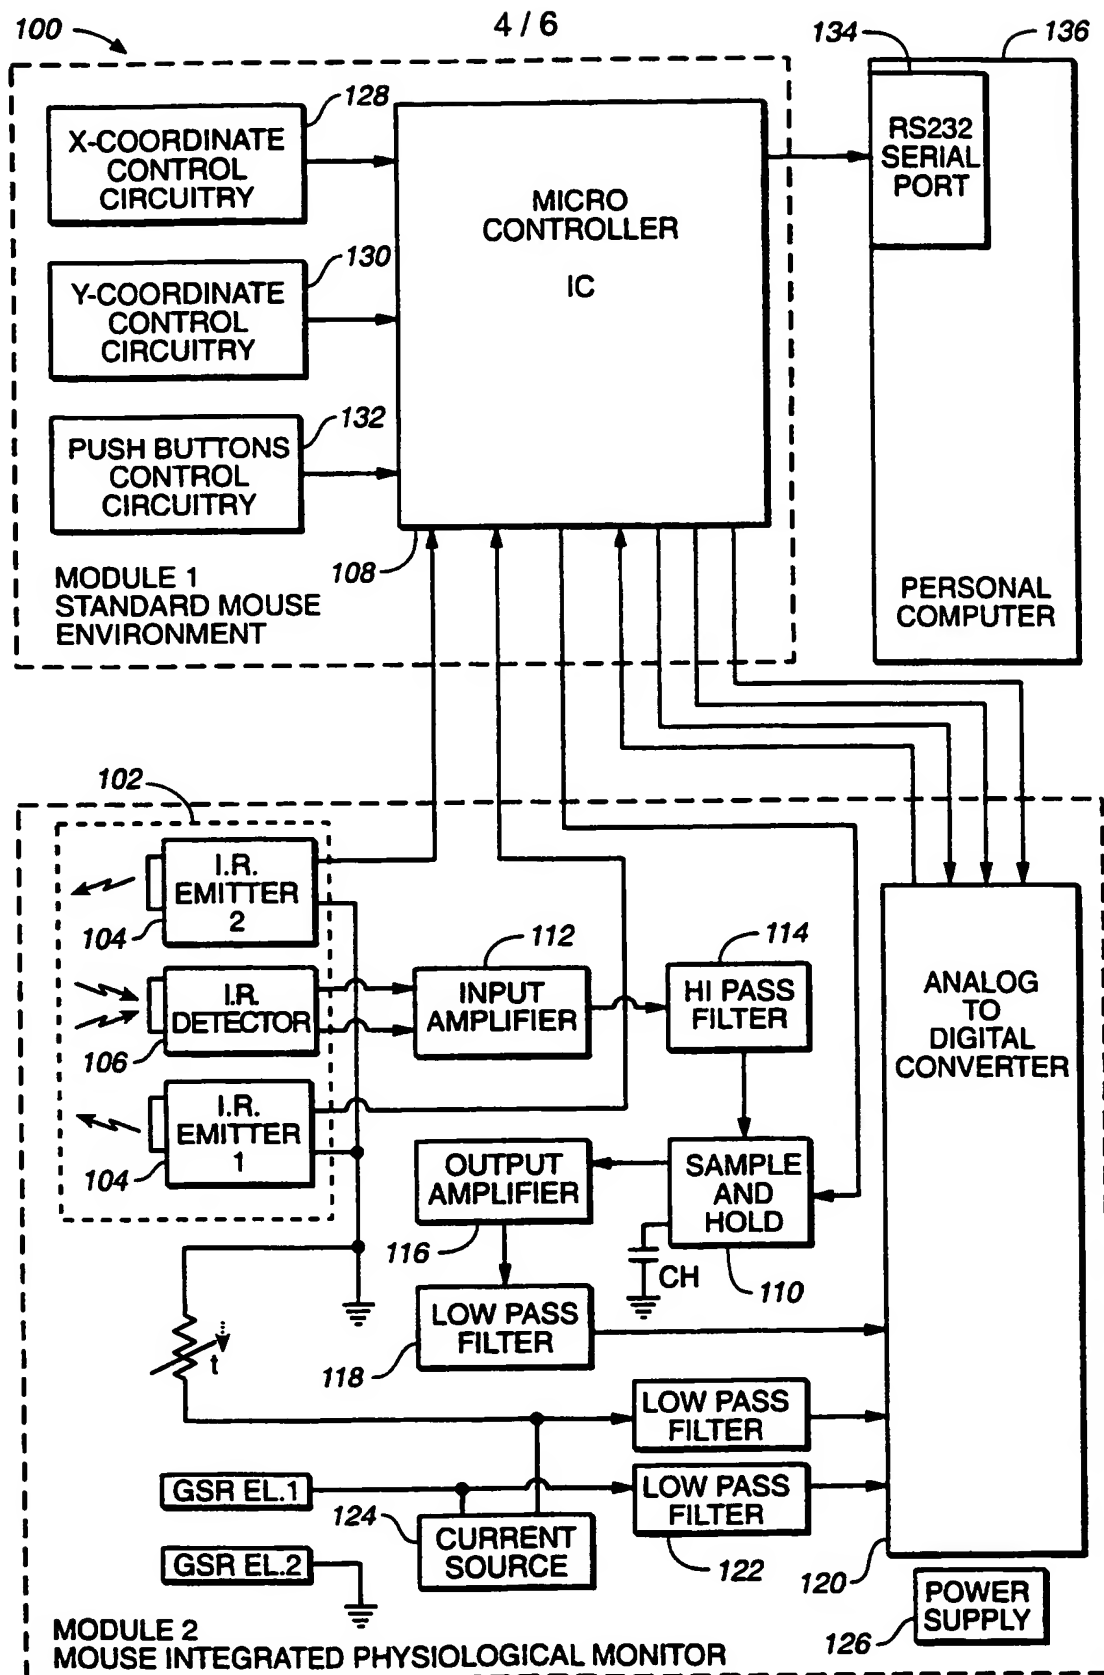 4 / 6
100
134
136
128
X-COORDINATE
CONTROL
CIRCUITRY
MICRO
CONTROLLER
IC
RS232
SERIAL
PORT
130
Y-COORDINATE
CONTROL
CIRCUITRY
132
PUSH BUTTONS
CONTROL
CIRCUITRY
108
MODULE 1
STANDARD MOUSE
ENVIRONMENT
PERSONAL
COMPUTER
102
I.R.
EMITTER
2
104
I.R.
DETECTOR
106
I.R.
EMITTER
1
104
112
INPUT
AMPLIFIER
114
HI PASS
FILTER
ANALOG
TO
DIGITAL
CONVERTER
OUTPUT
AMPLIFIER
116
SAMPLE
AND
HOLD
110
CH
LOW PASS
FILTER
118
t
LOW PASS
FILTER
GSR EL.1
LOW PASS
FILTER
122
124
CURRENT
SOURCE
GSR EL.2
120
POWER
SUPPLY
126
MODULE 2
MOUSE INTEGRATED PHYSIOLOGICAL MONITOR